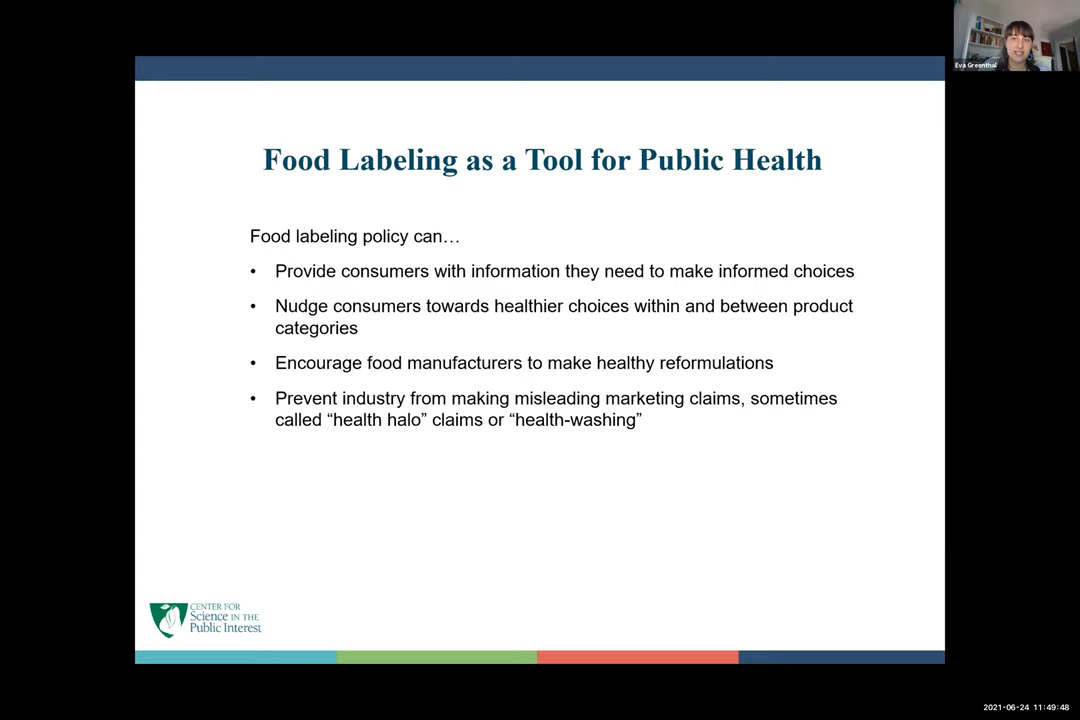 Eva Greenthal
Food Labeling as a Tool for Public Health
Food labeling policy can…
• Provide consumers with information they need to make informed choices
• Nudge consumers towards healthier choices within and between product
categories
• Encourage food manufacturers to make healthy reformulations
• Prevent industry from making misleading marketing claims, sometimes
called “health halo” claims or “health-washing”
CENTER FOR
Science IN THE
Public Interest
2021-06-24 11:49:48